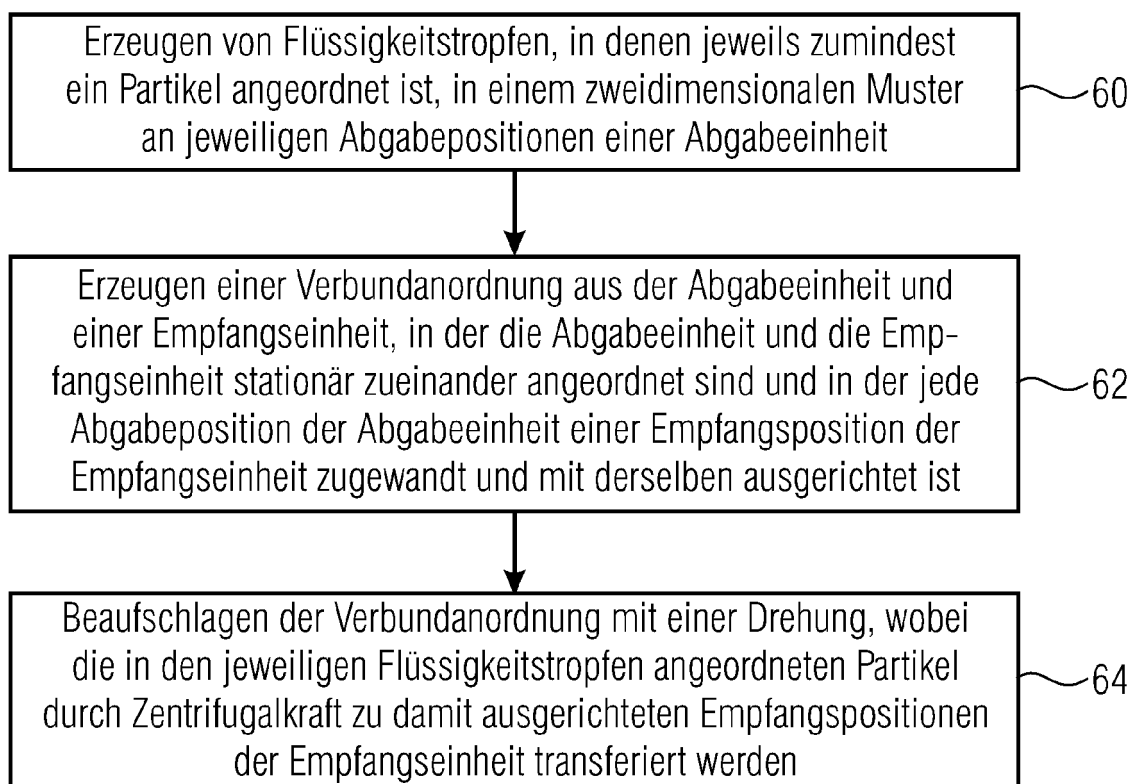 Erzeugen von Flüssigkeitstropfen, in denen jeweils zumindest
ein Partikel angeordnet ist, in einem zweidimensionalen Muster
an jeweiligen Abgabepositionen einer Abgabeeinheit
60
Erzeugen einer Verbundanordnung aus der Abgabeeinheit und
einer Empfangseinheit, in der die Abgabeeinheit und die Emp-
fangseinheit stationär zueinander angeordnet sind und in der jede
Abgabeposition der Abgabeeinheit einer Empfangsposition der
Empfangseinheit zugewandt und mit derselben ausgerichtet ist
62
Beaufschlagen der Verbundanordnung mit einer Drehung, wobei
die in den jeweiligen Flüssigkeitstropfen angeordneten Partikel
durch Zentrifugalkraft zu damit ausgerichteten Empfangspositionen
der Empfangseinheit transferiert werden
64